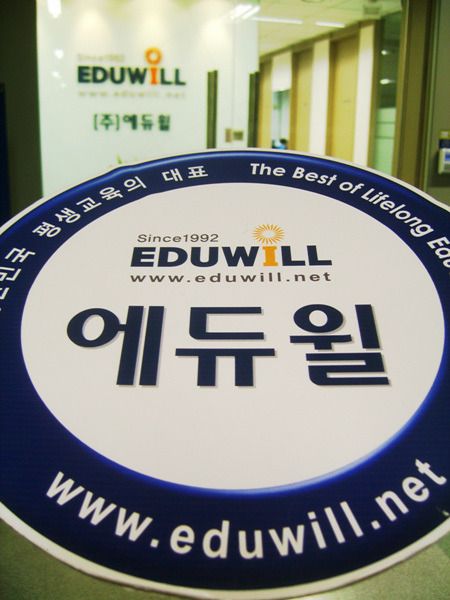 Since1992
EDUWILL
www.eduwill.net
[주]에듀윌
평생교육의 대표
The Best of Lifelong
Since1992
EDUWILL
www.eduwill.net
에듀윌
www.eduwill.net